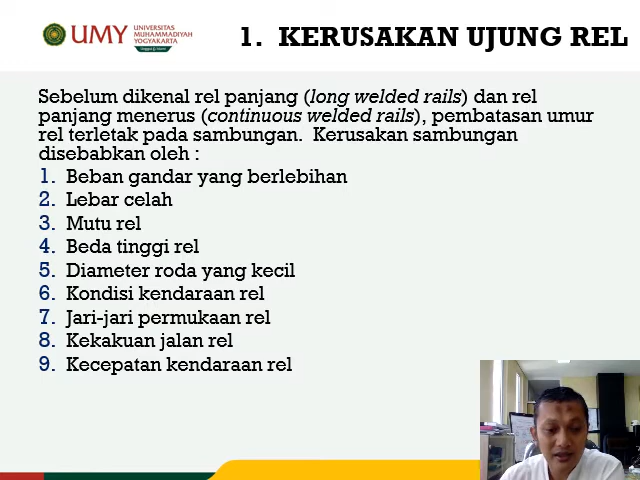 UMY
UNIVERSITAS
MUHAMMADIYAH
YOGYAKARTA
Unggul & Islami
1. KERUSAKAN UJUNG REL
Sebelum dikenal rel panjang (long welded rails) dan rel
panjang menerus (continuous welded rails), pembatasan umur
rel terletak pada sambungan. Kerusakan sambungan
disebabkan oleh :
1. Beban gandar yang berlebihan
2. Lebar celah
3. Mutu rel
4. Beda tinggi rel
5. Diameter roda yang kecil
6. Kondisi kendaraan rel
7. Jari-jari permukaan rel
8. Kekakuan jalan rel
9. Kecepatan kendaraan rel